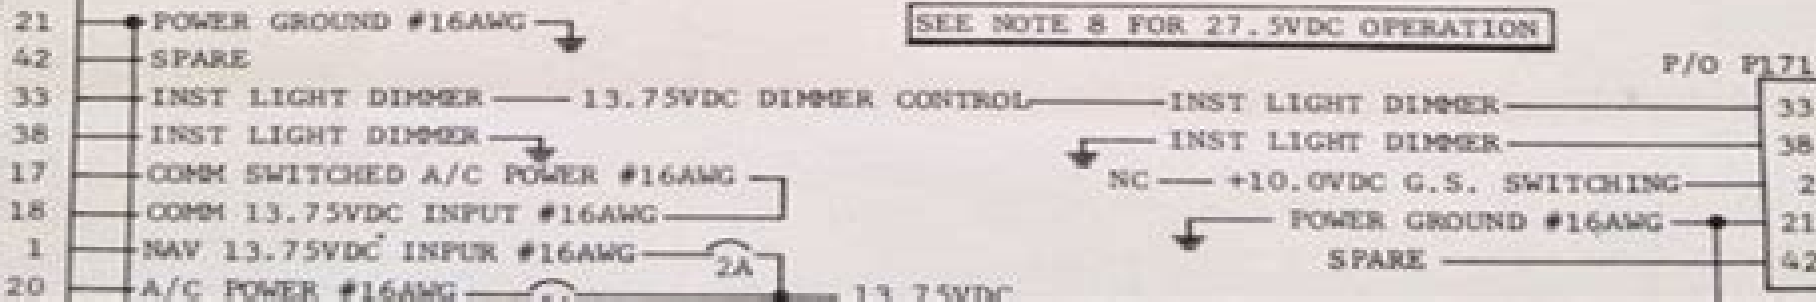 21 POWER GROUND #16AWG
SEE NOTE 8 FOR 27.5VDC OPERATION
42 SPARE
P/O P171
33 INST LIGHT DIMMER 13.75VDC DIMMER CONTROL INST LIGHT DIMMER 33
38 INST LIGHT DIMMER INST LIGHT DIMMER 38
17 COMM SWITCHED A/C POWER #16AWG NC +10.0VDC G.S. SWITCHING 2
18 COMM 13.75VDC INPUT #16AWG POWER GROUND #16AWG 21
1 NAV 13.75VDC INPUR #16AWG 2A SPARE 42
20 A/C POWER #16AWG 13.75VDC